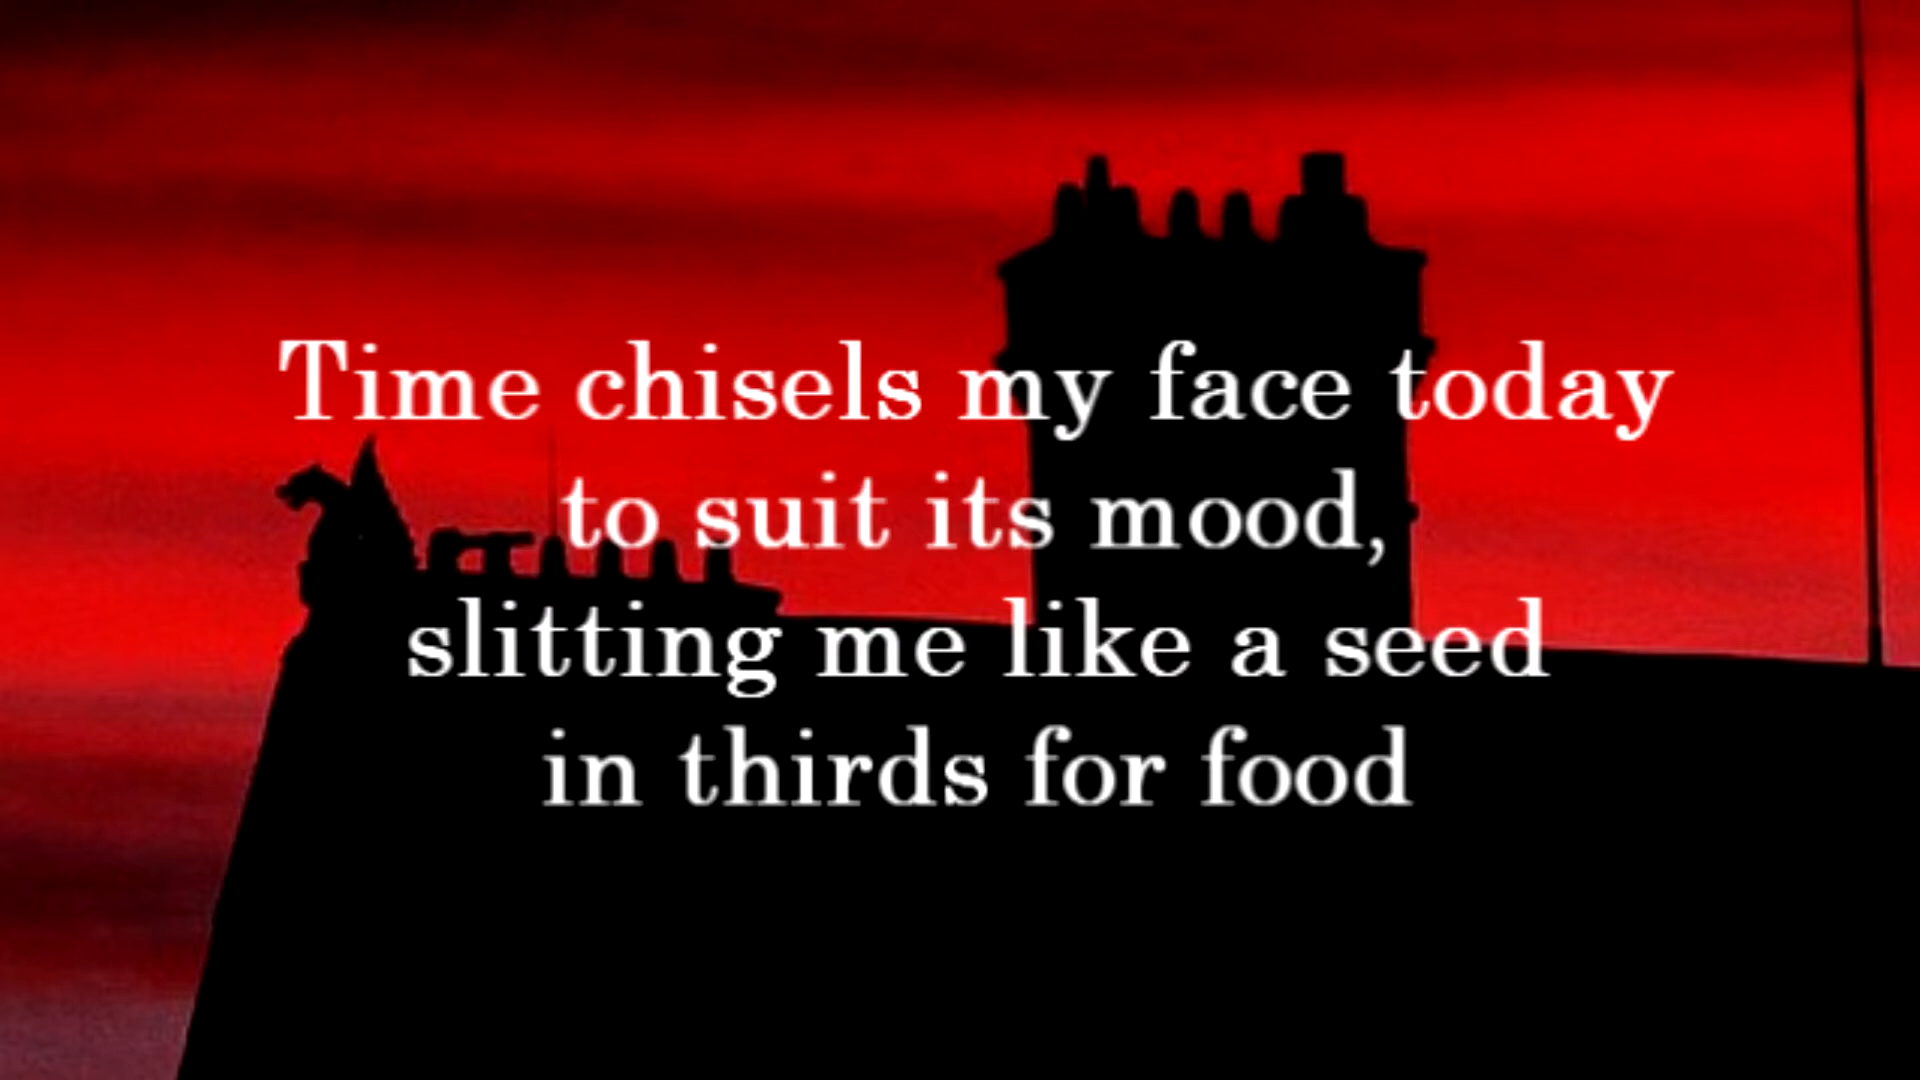 Time chisels my face today
to suit its mood,
slitting me like a seed
in thirds for food